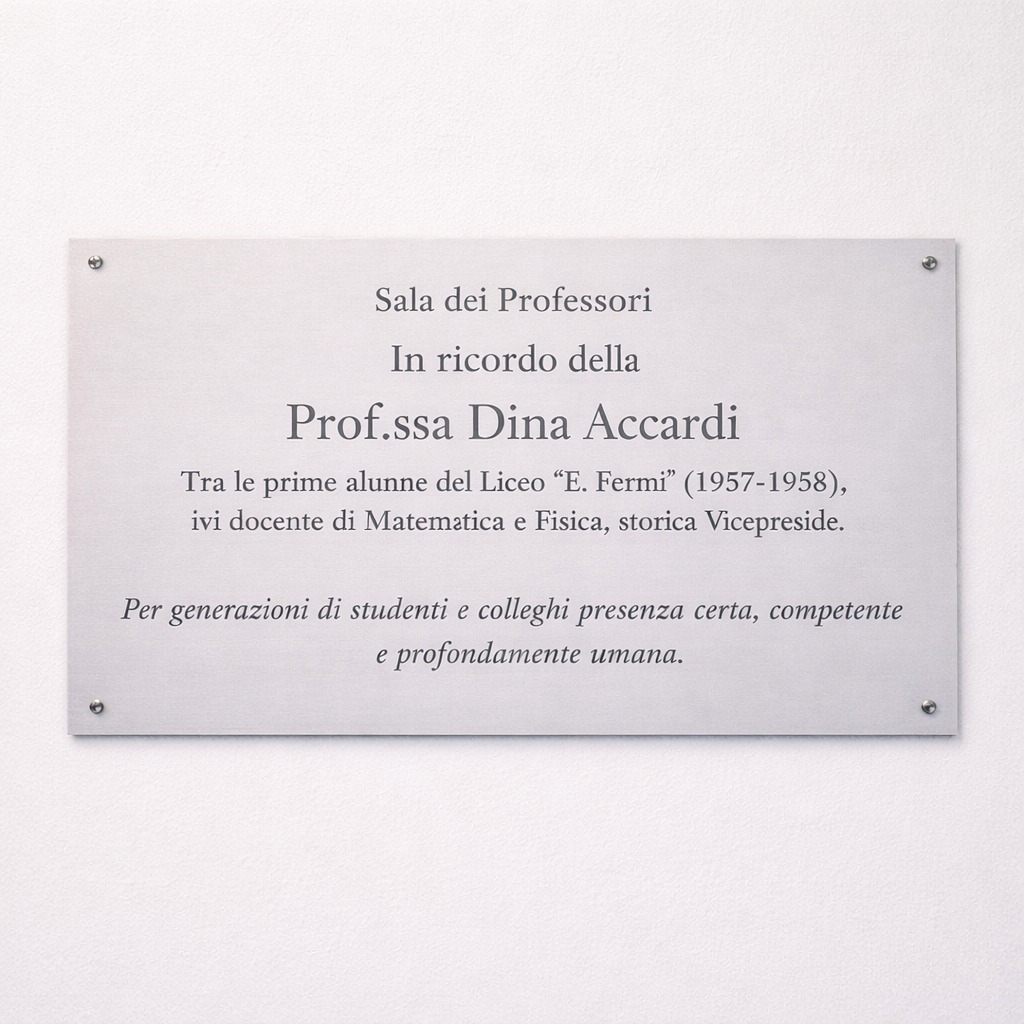 Sala dei Professori
In ricordo della
Prof.ssa Dina Accardi
Tra le prime alunne del Liceo “E. Fermi” (1957-1958),
ivi docente di Matematica e Fisica, storica Vicepreside.
Per generazioni di studenti e colleghi presenza certa, competente
e profondamente umana.